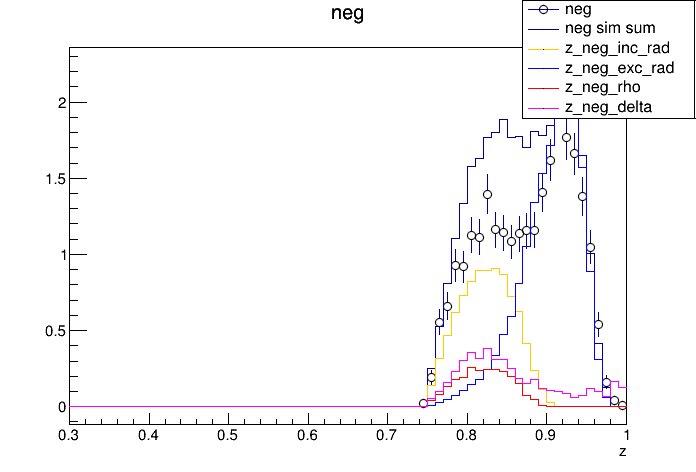 neg
neg
neg sim sum
z_neg_inc_rad
z_neg_exc_rad
z_neg_rho
z_neg_delta
2
1.5
1
0.5
0
0.3
0.4
0.5
0.6
0.7
0.8
0.9
1
z